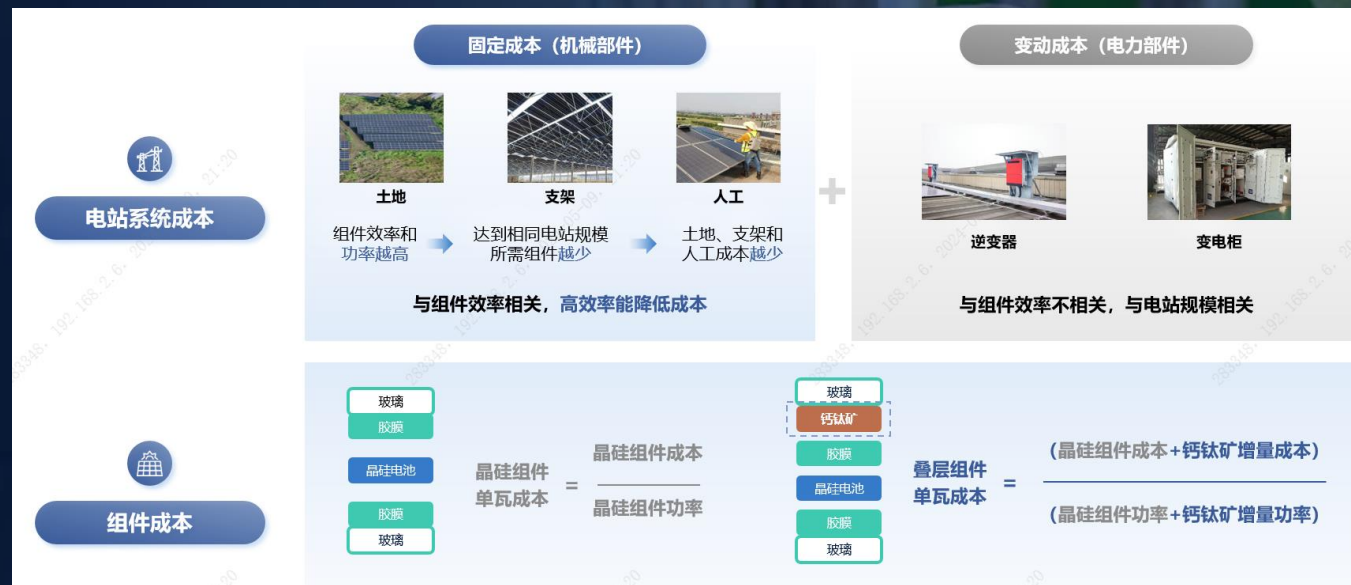 固定成本（机械部件）
变动成本（电力部件）
土地
支架
人工
逆变器
变电柜
电站系统成本
组件效率和
功率越高
达到相同电站规模
所需组件越少
土地、支架和
人工成本越少
与组件效率相关，高效率能降低成本
与组件效率不相关，与电站规模相关
组件成本
玻璃
胶膜
晶硅电池
胶膜
玻璃
晶硅组件
单瓦成本
=
晶硅组件成本
晶硅组件功率
玻璃
钙钛矿
胶膜
晶硅电池
胶膜
玻璃
叠层组件
单瓦成本
=
（晶硅组件成本+钙钛矿增量成本）
（晶硅组件功率+钙钛矿增量功率）